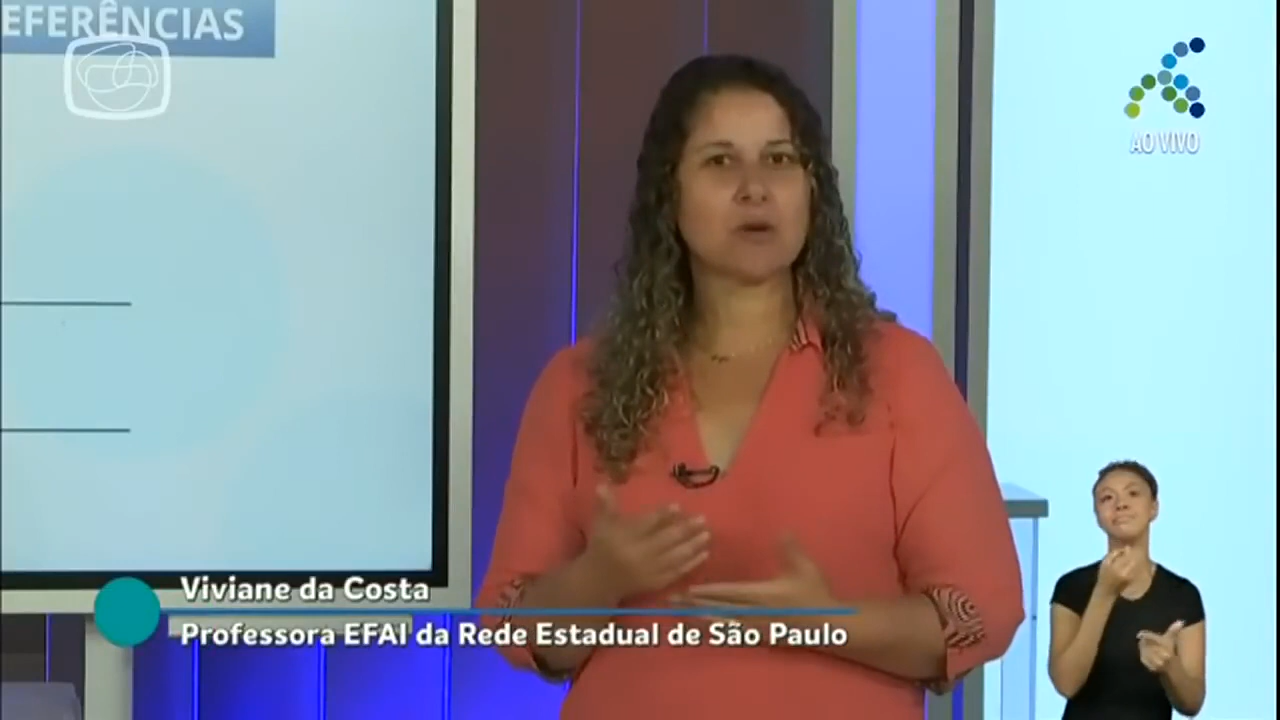 EFERÊNCIAS
AO VIVO
Viviane da Costa
Professora EFAI da Rede Estadual de São Paulo